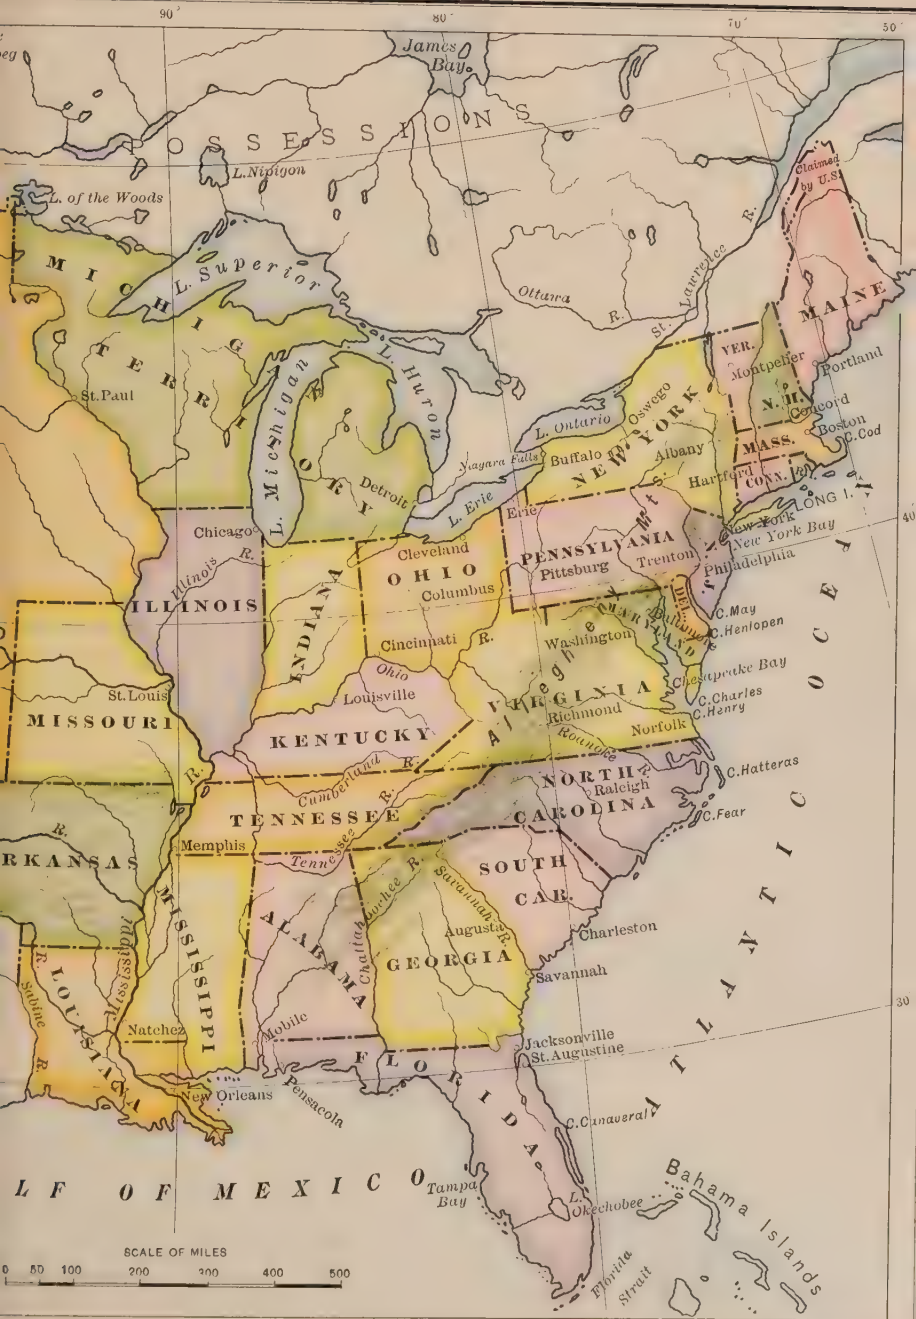 90°
80°
70°
50°
James
Bay
OSSESSIONS
L. Nipigon
L. of the Woods
Claimed
by U.S.
L. Superior
MICHIGAN
TERRITORY
Ottawa
R.
St. Lawrence
R.
MAINE
VER.
Montpelier
Portland
St. Paul
L. Huron
L. Michigan
N.H.
Concord
L. Ontario
Oswego
Boston
C. Cod
MASS.
Niagara Falls
Buffalo
NEW YORK
Albany
Hartford
CONN.
R.I.
Detroit
L. Erie
Erie
LONG I.
New York
New York Bay
40
Chicago
Cleveland
PENNSYLVANIA
Pittsburg
Trenton
Philadelphia
N.J.
Illinois
R.
ILLINOIS
INDIANA
OHIO
Columbus
DEL.
C. May
C. Henlopen
Baltimore
MARYLAND
Cincinnati
R.
Washington
Ohio
Chesapeake Bay
St. Louis
Louisville
VIRGINIA
C. Charles
C. Henry
Allegheny
Mts.
MISSOURI
Richmond
Norfolk
KENTUCKY
Roanoke
R.
R.
Cumberland
R.
NORTH
CAROLINA
Raleigh
C. Hatteras
R.
TENNESSEE
C. Fear
R.
Memphis
Tennessee
RKANSAS
SOUTH
CAR.
R.
Savannah
R.
MISSISSIPPI
ALABAMA
Chattahoochee
Augusta
Charleston
GEORGIA
Mississippi
R.
Sabine
R.
LOUISIANA
Savannah
ATLANTIC OCEAN
30
Natchez
Mobile
Jacksonville
St. Augustine
FLORIDA
New Orleans
Pensacola
C. Canaveral
LF OF MEXICO
Tampa
Bay
L.
Okechobee
Bahama Islands
Florida
Strait
SCALE OF MILES
0 50 100 200 300 400 500